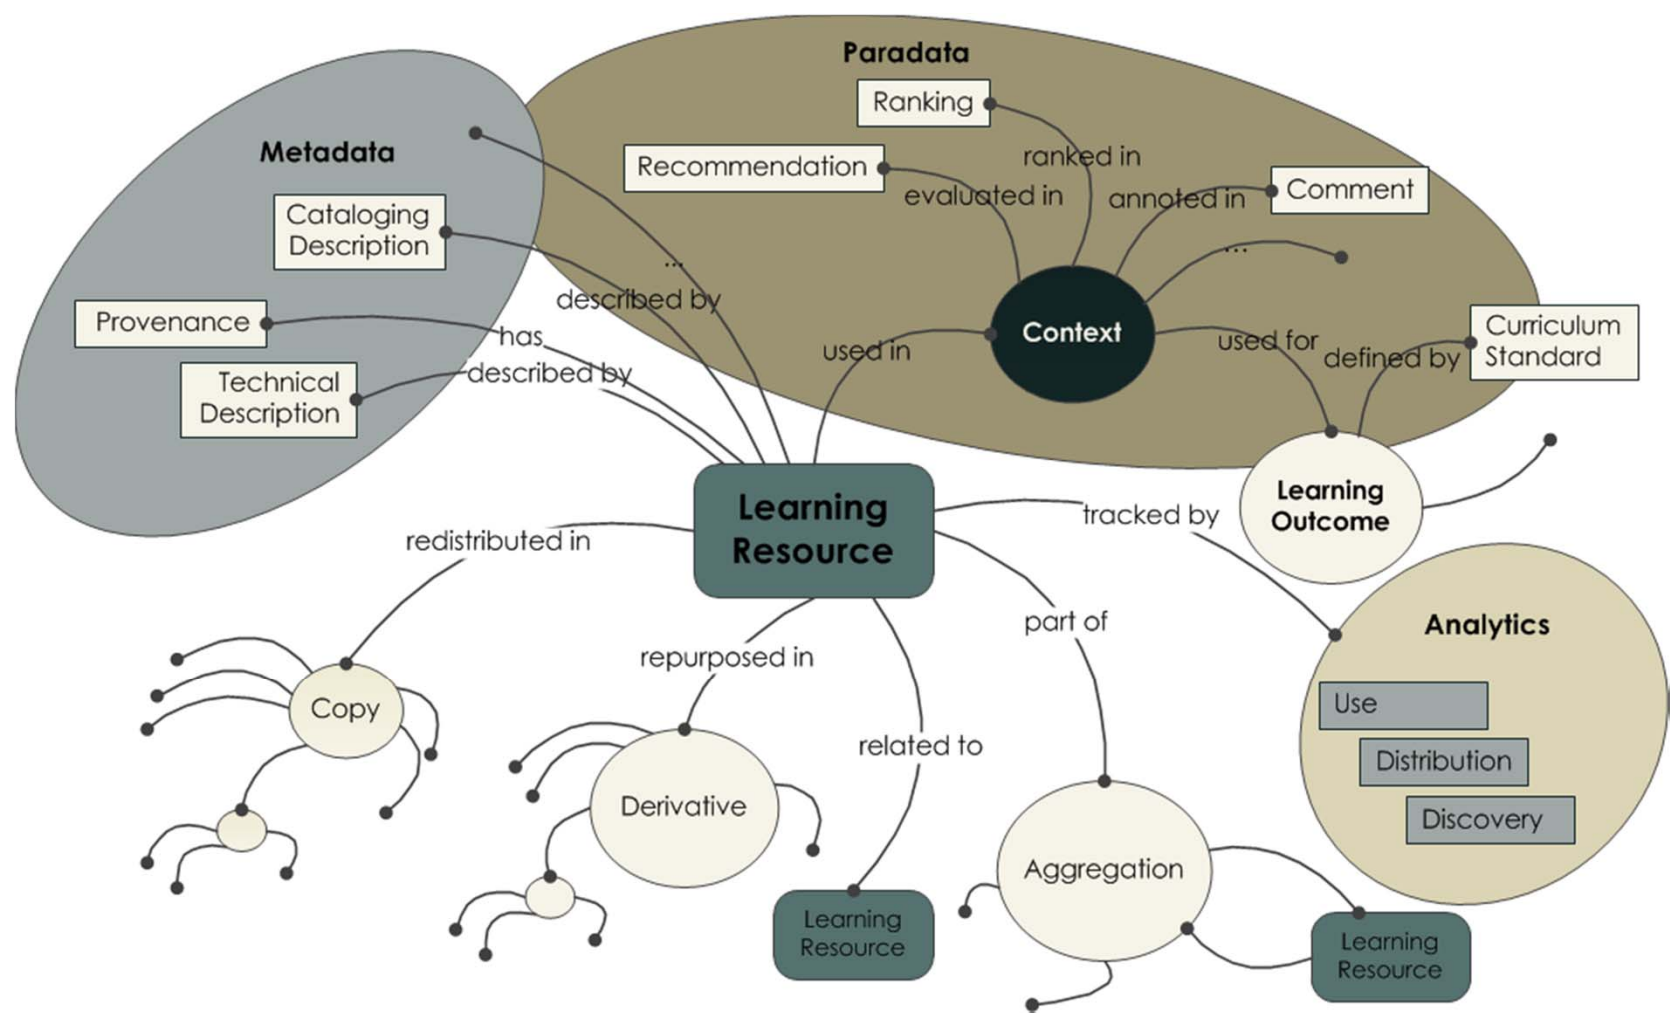 Paradata
Ranking
ranked in
Recommendation
evaluated in
annoted in
Comment
...
Metadata
Cataloging
Description
...
described by
Provenance
has
Technical
Description
described by
used in
Context
used for
defined by
Curriculum
Standard
Learning
Resource
Learning
Outcome
tracked by
redistributed in
part of
repurposed in
related to
Analytics
Use
Distribution
Discovery
Copy
Derivative
Aggregation
Learning
Resource
Learning
Resource